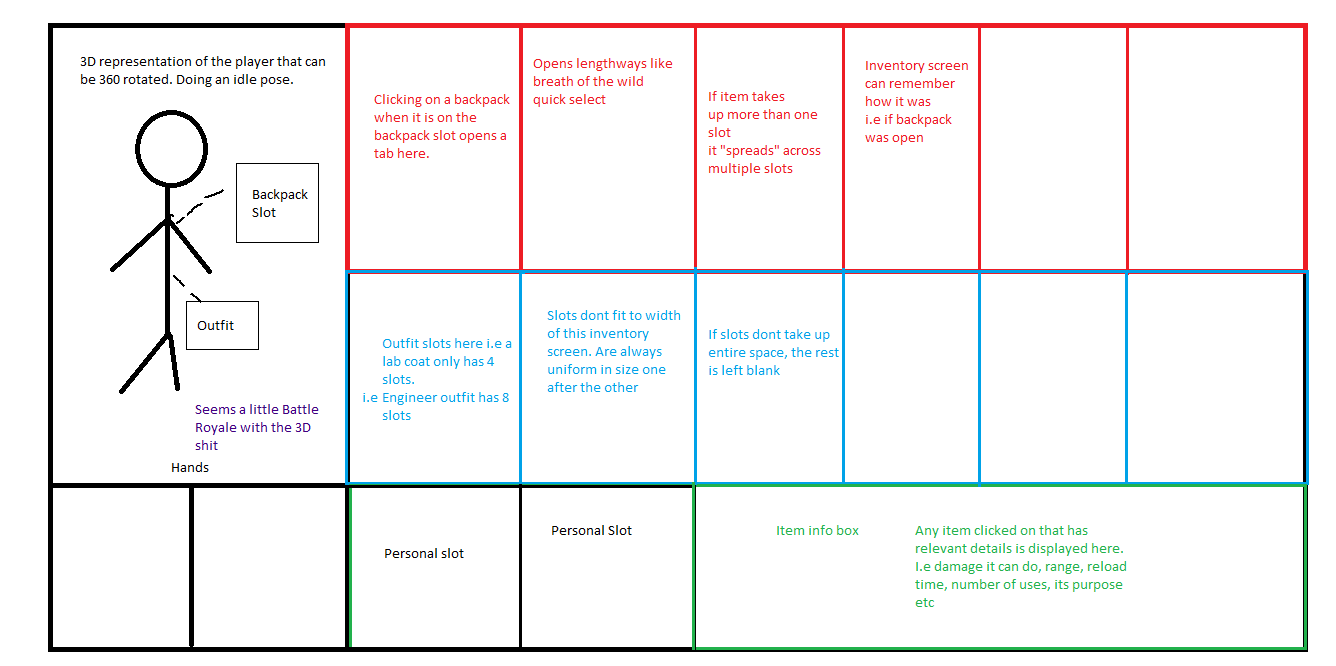 3D representation of the player that can
be 360 rotated. Doing an idle pose.
Backpack
Slot
Outfit
Seems a little Battle
Royale with the 3D
shit
Hands
Clicking on a backpack
when it is on the
backpack slot opens a
tab here.
Opens lengthways like
breath of the wild
quick select
If item takes
up more than one
slot
it "spreads" across
multiple slots
Inventory screen
can remember
how it was
i.e if backpack
was open
Outfit slots here i.e a
lab coat only has 4
slots.
i.e Engineer outfit has 8
slots
Slots dont fit to width
of this inventory
screen. Are always
uniform in size one
after the other
If slots dont take up
entire space, the rest
is left blank
Personal slot
Personal Slot
Item info box
Any item clicked on that has
relevant details is displayed here.
I.e damage it can do, range, reload
time, number of uses, its purpose
etc